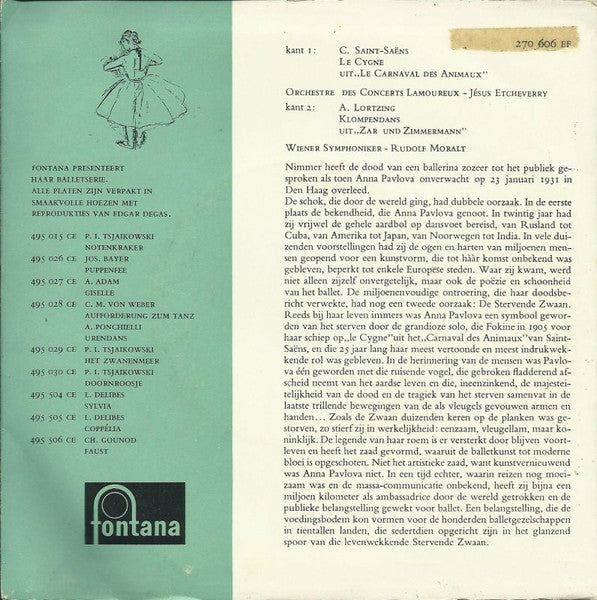 270 606 EF
kant 1: C. Saint-Saëns
Le Cygne
uit „Le Carnaval des Animaux"
Orchestre des Concerts Lamoureux - Jésus Etcheverry
kant 2: A. Lortzing
Klompendans
uit „Zar und Zimmermann"
Wiener Symphoniker - Rudolf Moralt
Nimmer heeft de dood van een ballerina zozeer tot het publiek ge-
sproken als toen Anna Pavlova onverwacht op 23 januari 1931 in
Den Haag overleed.
De schok, die door de wereld ging, had dubbele oorzaak. In de eerste
plaats de bekendheid, die Anna Pavlova genoot. In twintig jaar had
zij vrijwel de gehele aardbol op dansvoet bereisd, van Rusland tot
Cuba, van Amerika tot Japan, van Noorwegen tot India. In vele dui-
zenden voorstellingen had zij de ogen en harten van miljoenen men-
sen geopend voor een kunstvorm, die tot hààr komst onbekend was
gebleven, beperkt tot enkele Europese steden. Waar zij kwam, werd
niet alleen zijzelf onvergetelijk, maar ook de poëzie en schoonheid
van het ballet. De miljoenenvoudige ontroering, die haar doodsbe-
richt verwekte, had nog een tweede oorzaak: De Stervende Zwaan.
Reeds bij haar leven immers was Anna Pavlova een symbool gewor-
den van het sterven door de grandioze solo, die Fokine in 1905 voor
haar schiep op „le Cygne" uit het „Carnaval des Animaux" van Saint-
Saëns, en die 25 jaar lang haar meest vertoonde en meest indrukwek-
kende rol was gebleven. In de herinnering van de mensen was Pavlo-
va één geworden met die ruisende vogel, die gebroken fladderend af-
scheid neemt van het aardse leven en die, ineenzinkend, de majestei-
telijkheid van de dood en de tragiek van het sterven samenvat in de
laatste trillende bewegingen van de als vleugels gevouwen armen en
handen... Zoals de Zwaan duizenden keren op de planken was ge-
storven, zo stierf zij in werkelijkheid: eenzaam, vleugellam, maar ko-
ninklijk. De legende van haar roem is er versterkt door blijven voort-
leven en heeft het zaad gevormd, waaruit de balletkunst tot moderne
bloei is opgeschoten. Niet het artistieke zaad, want kunstvernieuwend
was Anna Pavlova niet. In een tijd echter, waarin reizen nog moei-
zaam was en de massa-communicatie onbekend, heeft zij bijna een
miljoen kilometer als ambassadrice door de wereld getrokken en de
publieke belangstelling gewekt voor ballet. Een belangstelling, die de
voedingsbodem kon vormen voor de honderden balletgezelschappen
in tientallen landen, die sedertdien opgericht zijn in het glanzend
spoor van die levenwekkende Stervende Zwaan.
FONTANA PRESENTEERT
HAAR BALLETSERIE.
ALLE PLATEN ZIJN VERPAKT IN
SMAAKVOLLE HOEZEN MET
REPRODUKTIES VAN EDGAR DEGAS.
495 015 CE P. I. TSJAIKOWSKI
NOTENKRAKER
495 026 CE JOS. BAYER
PUPPENFEE
495 027 CE A. ADAM
GISELLE
495 028 CE C. M. VON WEBER
AUFFORDERUNG ZUM TANZ
A. PONCHIELLI
URENDANS
495 029 CE P. I. TSJAIKOWSKI
HET ZWANENMEER
495 030 CE P. I. TSJAIKOWSKI
DOORNROOSJE
495 504 CE L. DELIBES
SYLVIA
495 505 CE L. DELIBES
COPPÉLIA
495 506 CE CH. GOUNOD
FAUST
fontana